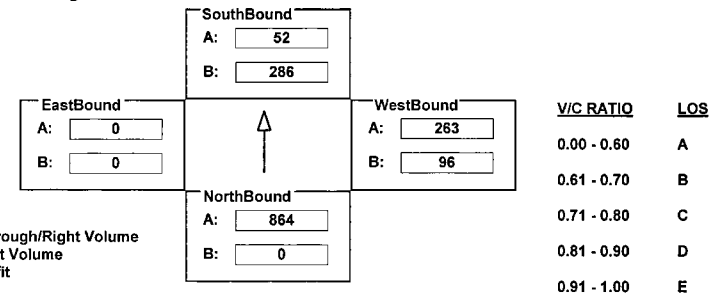 SouthBound
A: 52
B: 286
EastBound
A: 0
B: 0
WestBound
A: 263
B: 96
NorthBound
A: 864
B: 0
V/C RATIO LOS
0.00 - 0.60 A
0.61 - 0.70 B
0.71 - 0.80 C
0.81 - 0.90 D
0.91 - 1.00 E
rough/Right Volume
t Volume
fit